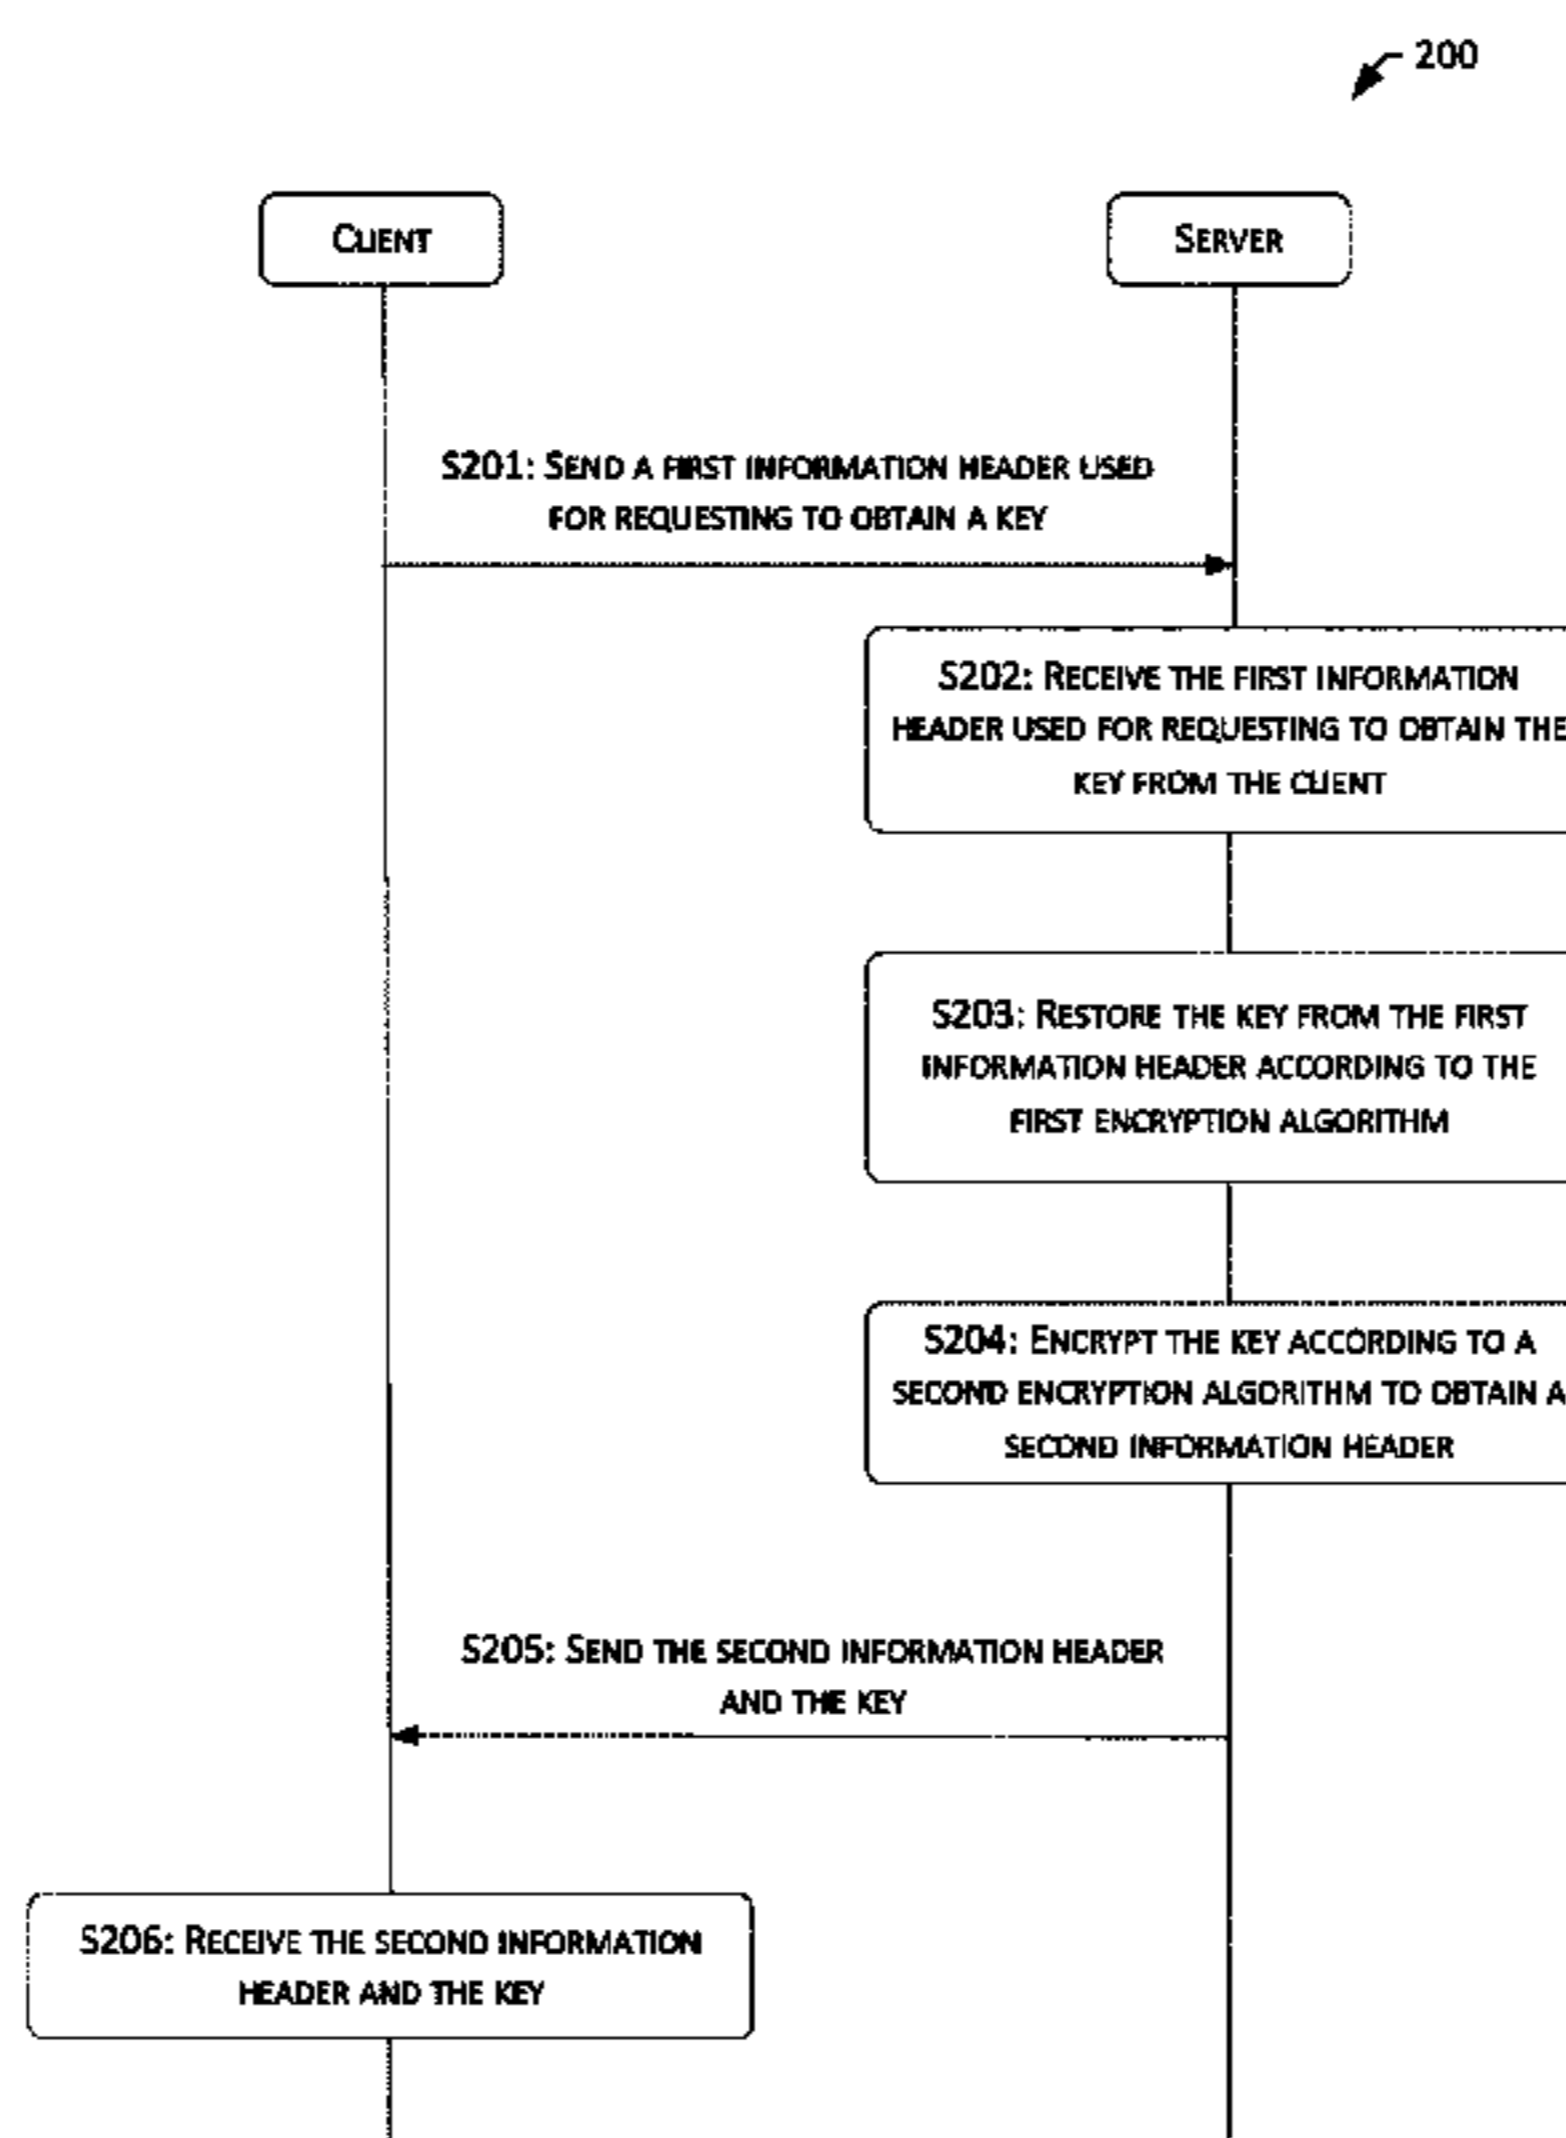 200
CLIENT
SERVER
S201: SEND A FIRST INFORMATION HEADER USED
FOR REQUESTING TO OBTAIN A KEY
S202: RECEIVE THE FIRST INFORMATION
HEADER USED FOR REQUESTING TO OBTAIN THE
KEY FROM THE CLIENT
S203: RESTORE THE KEY FROM THE FIRST
INFORMATION HEADER ACCORDING TO THE
FIRST ENCRYPTION ALGORITHM
S204: ENCRYPT THE KEY ACCORDING TO A
SECOND ENCRYPTION ALGORITHM TO OBTAIN A
SECOND INFORMATION HEADER
S205: SEND THE SECOND INFORMATION HEADER
AND THE KEY
S206: RECEIVE THE SECOND INFORMATION
HEADER AND THE KEY